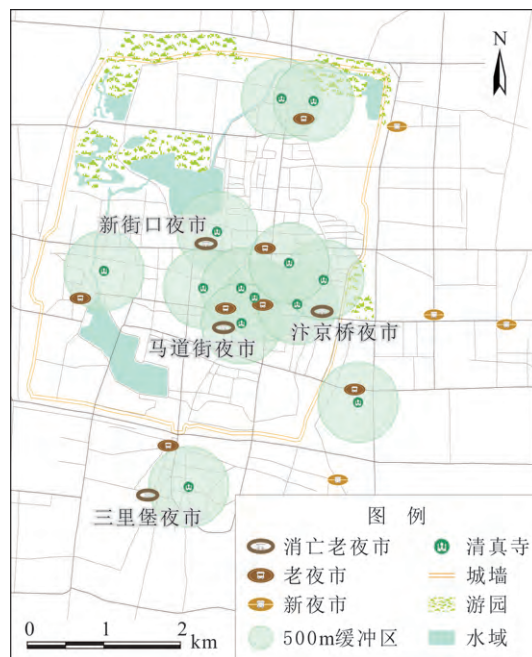 N
新街口夜市
汴京桥夜市
马道街夜市
三里堡夜市
图 例
消亡老夜市
清真寺
老夜市
城墙
新夜市
游园
500m缓冲区
水域
0 1 2
km